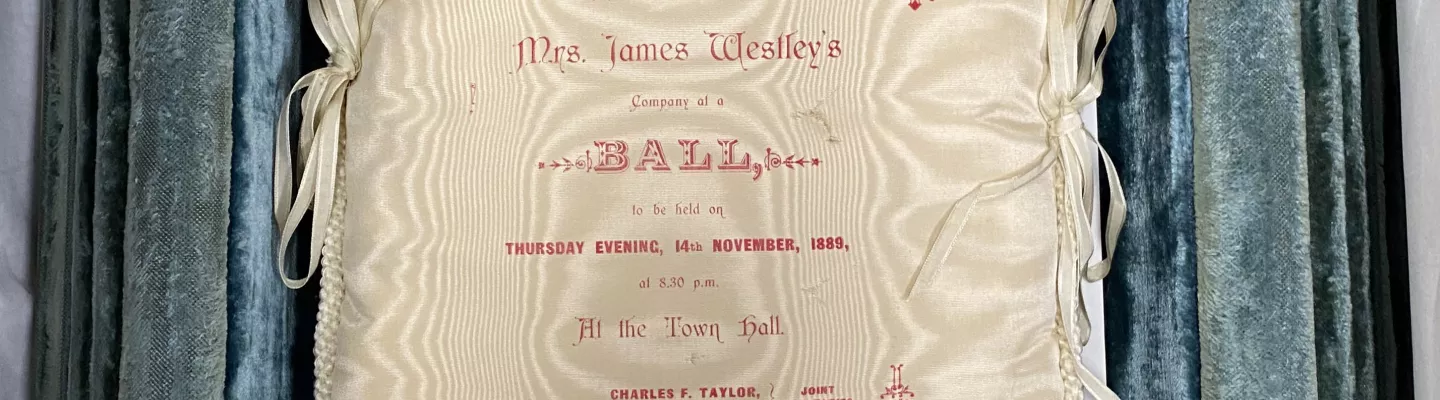 Mrs. James Westley's
Company at a
BALL,
to be held on
THURSDAY EVENING, 14th NOVEMBER, 1889,
at 8.30 p.m.
At the Town Hall.
CHARLES F. TAYLOR, JOINT